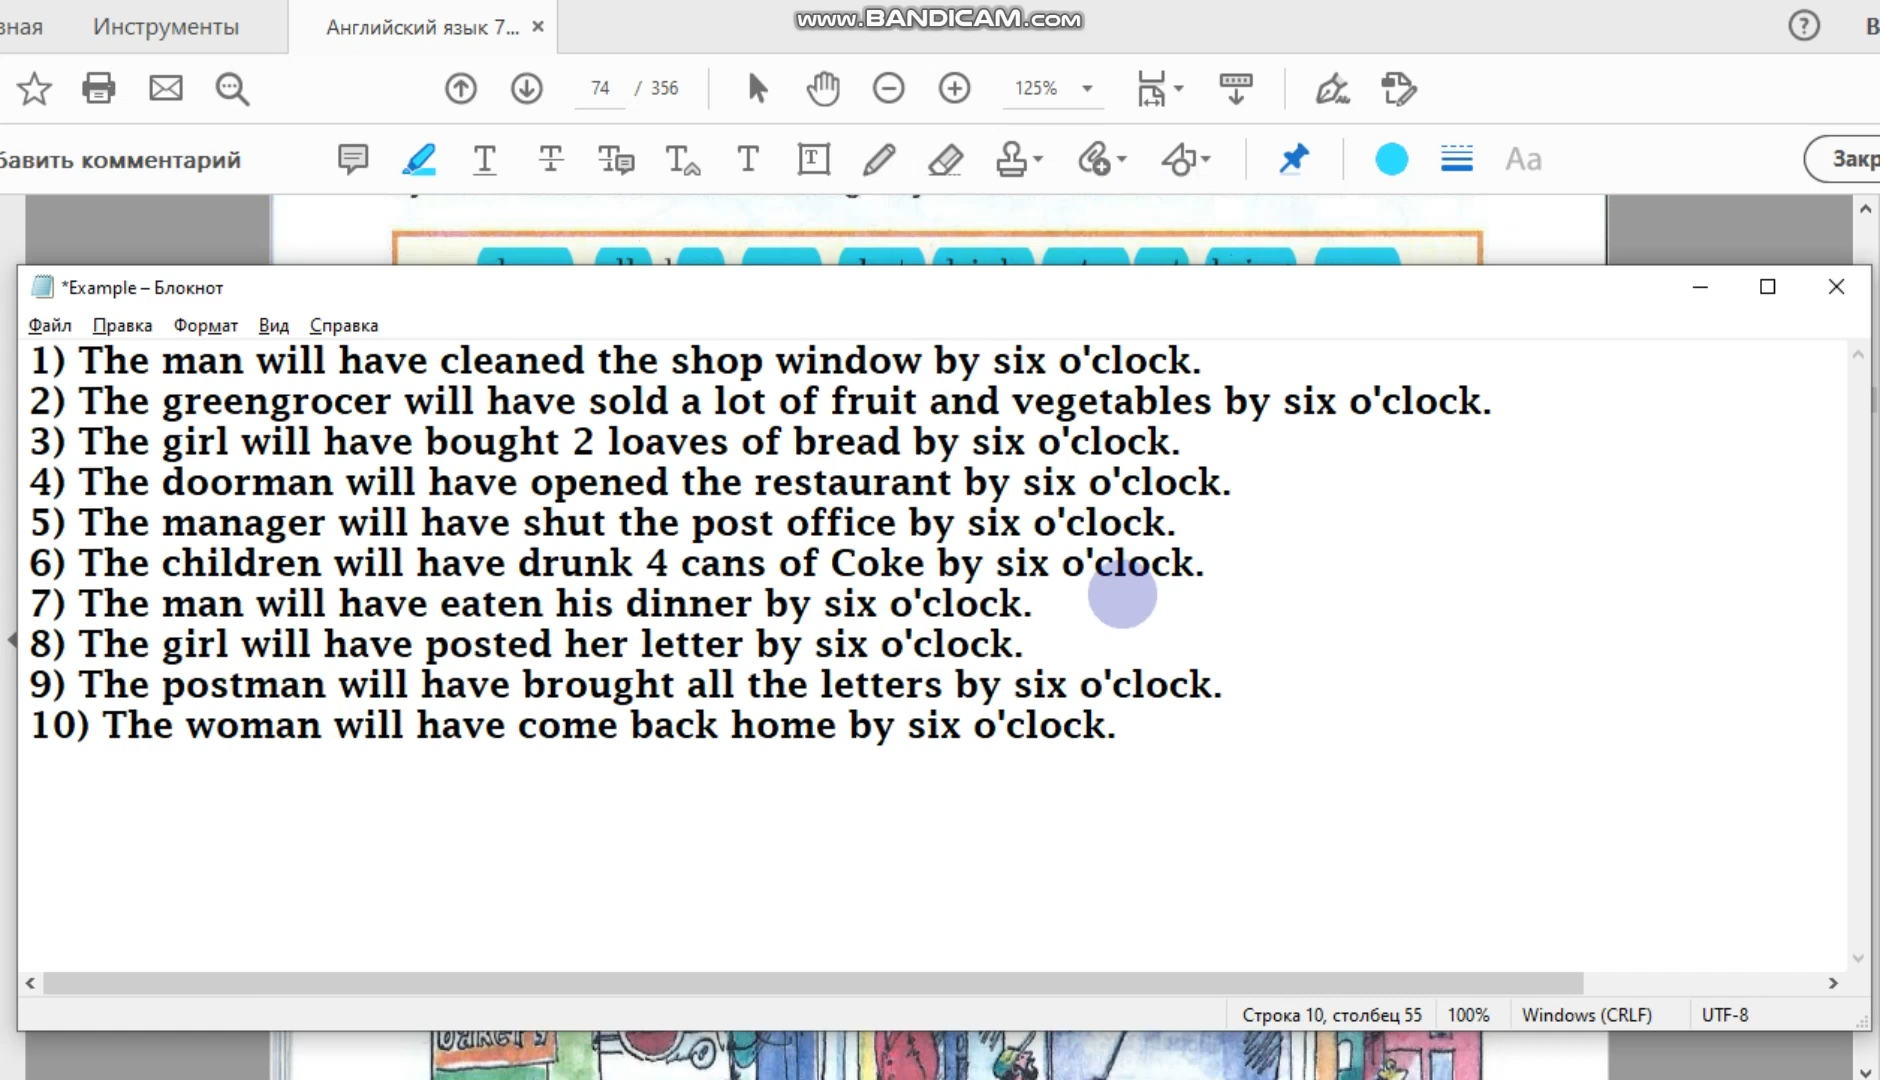 вная Инструменты Английский язык 7...
www.BANDICAM.com
74 / 356 125%
бавить комментарий Aa Закр
*Example – Блокнот
Файл Правка Формат Вид Справка
1) The man will have cleaned the shop window by six o'clock.
2) The greengrocer will have sold a lot of fruit and vegetables by six o'clock.
3) The girl will have bought 2 loaves of bread by six o'clock.
4) The doorman will have opened the restaurant by six o'clock.
5) The manager will have shut the post office by six o'clock.
6) The children will have drunk 4 cans of Coke by six o'clock.
7) The man will have eaten his dinner by six o'clock.
8) The girl will have posted her letter by six o'clock.
9) The postman will have brought all the letters by six o'clock.
10) The woman will have come back home by six o'clock.
Строка 10, столбец 55 100% Windows (CRLF) UTF-8